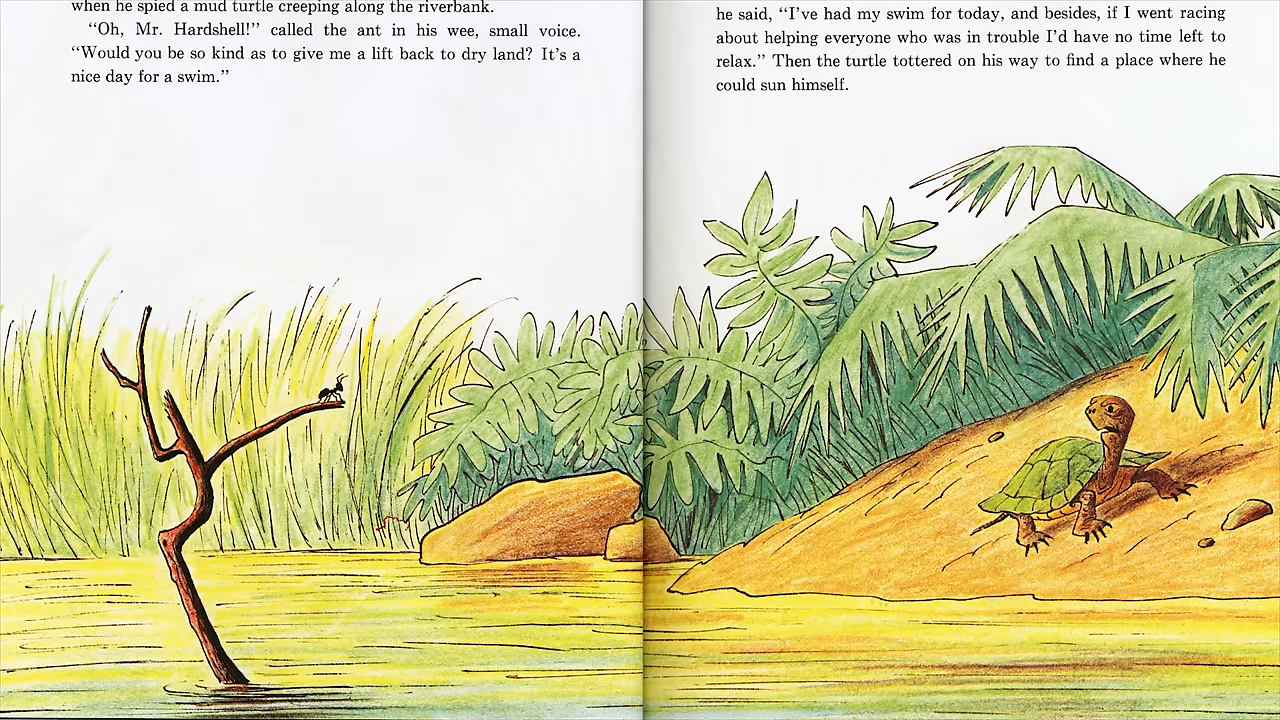 when he spied a mud turtle creeping along the riverbank.
“Oh, Mr. Hardshell!” called the ant in his wee, small voice.
“Would you be so kind as to give me a lift back to dry land? It’s a
nice day for a swim.”
he said, “I’ve had my swim for today, and besides, if I went racing
about helping everyone who was in trouble I’d have no time left to
relax.” Then the turtle tottered on his way to find a place where he
could sun himself.